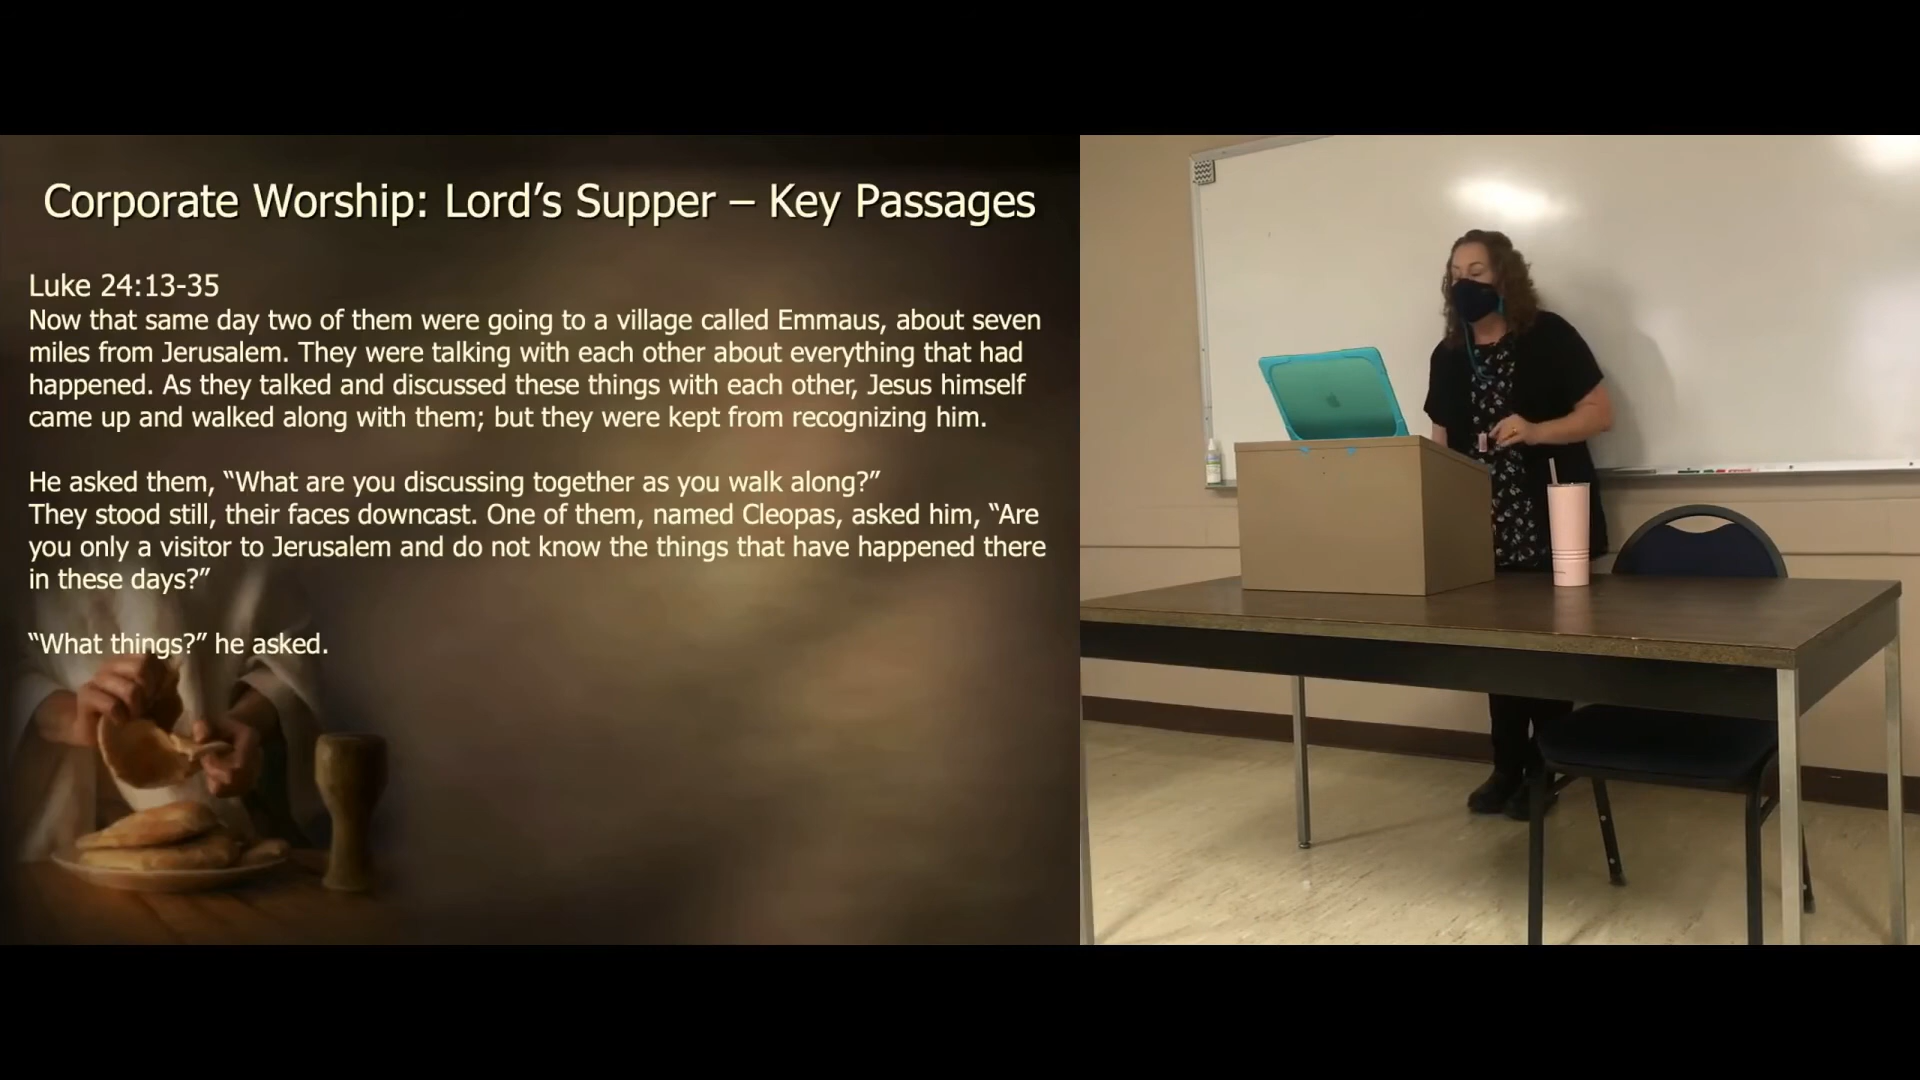 Corporate Worship: Lord’s Supper – Key Passages
Luke 24:13-35
Now that same day two of them were going to a village called Emmaus, about seven
miles from Jerusalem. They were talking with each other about everything that had
happened. As they talked and discussed these things with each other, Jesus himself
came up and walked along with them; but they were kept from recognizing him.
He asked them, “What are you discussing together as you walk along?”
They stood still, their faces downcast. One of them, named Cleopas, asked him, “Are
you only a visitor to Jerusalem and do not know the things that have happened there
in these days?”
“What things?” he asked.